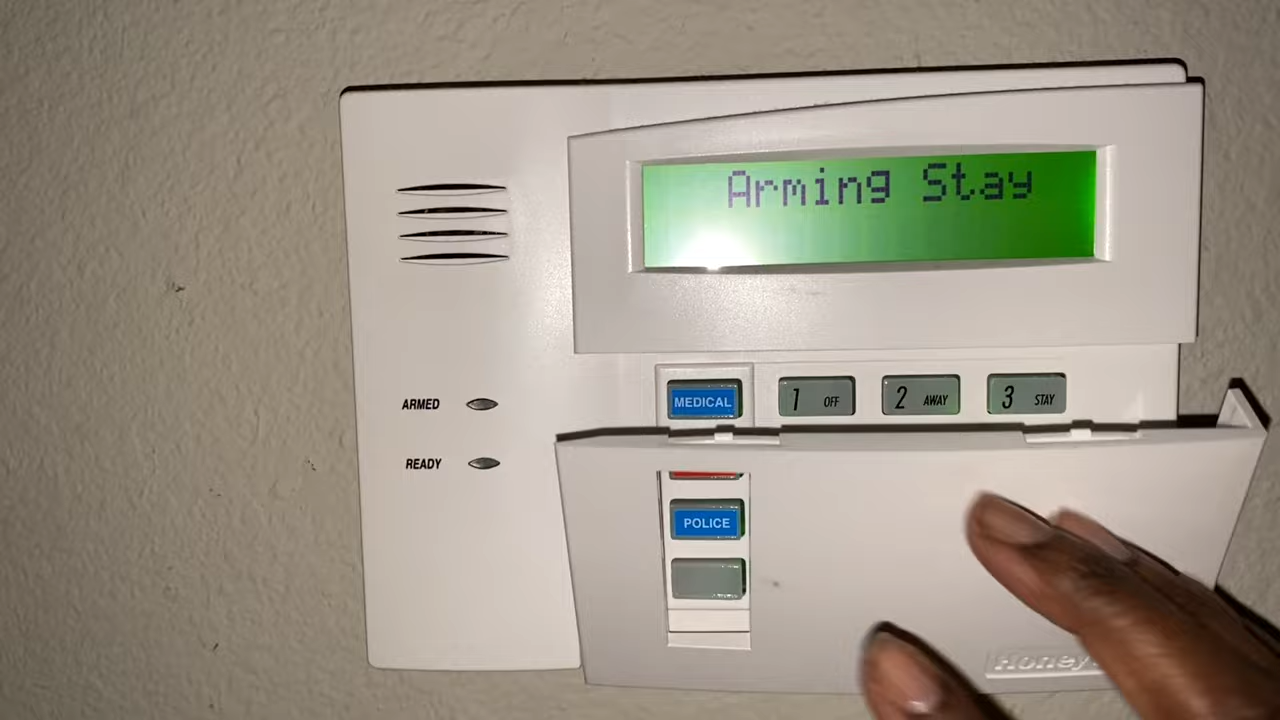 Arming Stay
MEDICAL
1 OFF
2 AWAY
3 STAY
ARMED
READY
POLICE